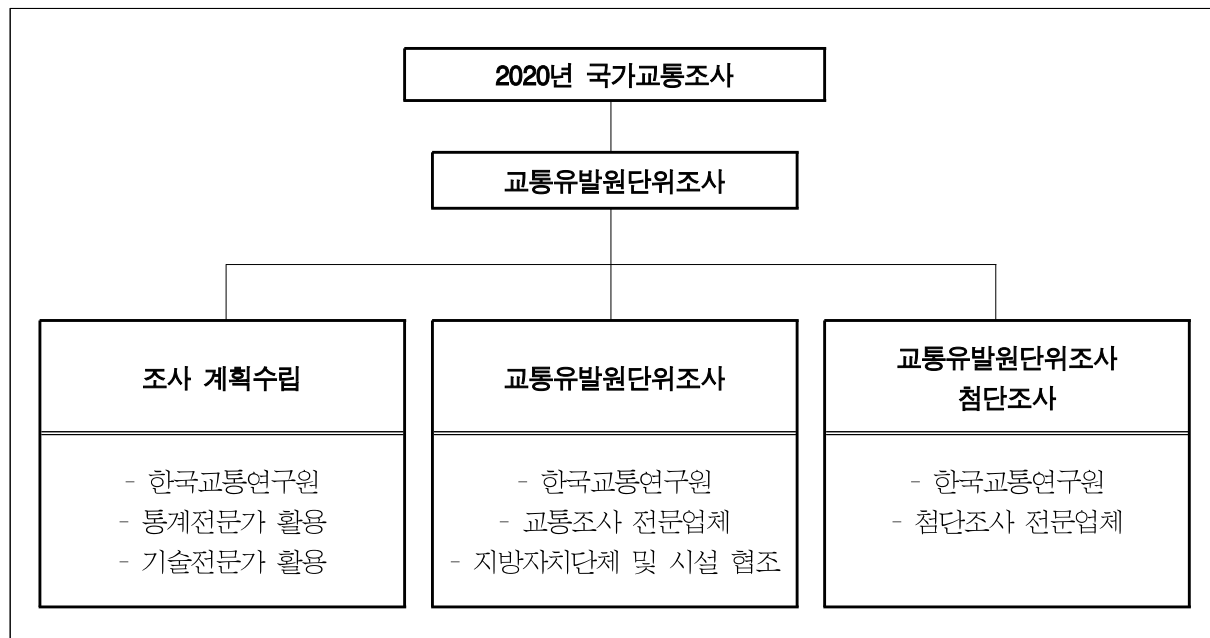 2020년 국가교통조사
교통유발원단위조사
조사 계획수립
- 한국교통연구원
- 통계전문가 활용
- 기술전문가 활용
교통유발원단위조사
- 한국교통연구원
- 교통조사 전문업체
- 지방자치단체 및 시설 협조
교통유발원단위조사
첨단조사
- 한국교통연구원
- 첨단조사 전문업체